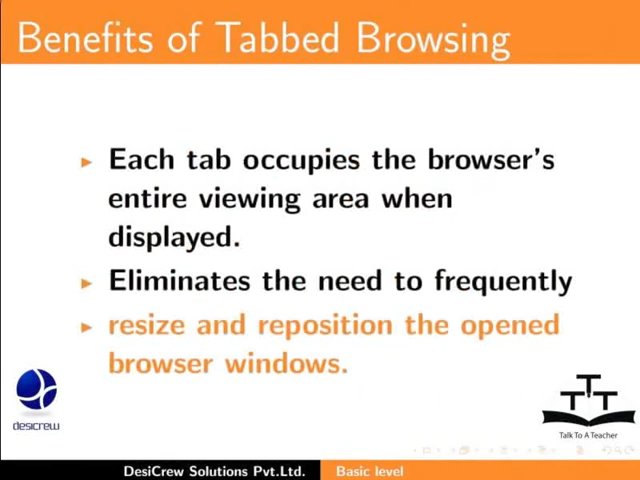 Benefits of Tabbed Browsing
Each tab occupies the browser's
entire viewing area when
displayed.
Eliminates the need to frequently
resize and reposition the opened
browser windows.
desicrew
TTT
Talk To A Teacher
DesiCrew Solutions Pvt.Ltd.
Basic level